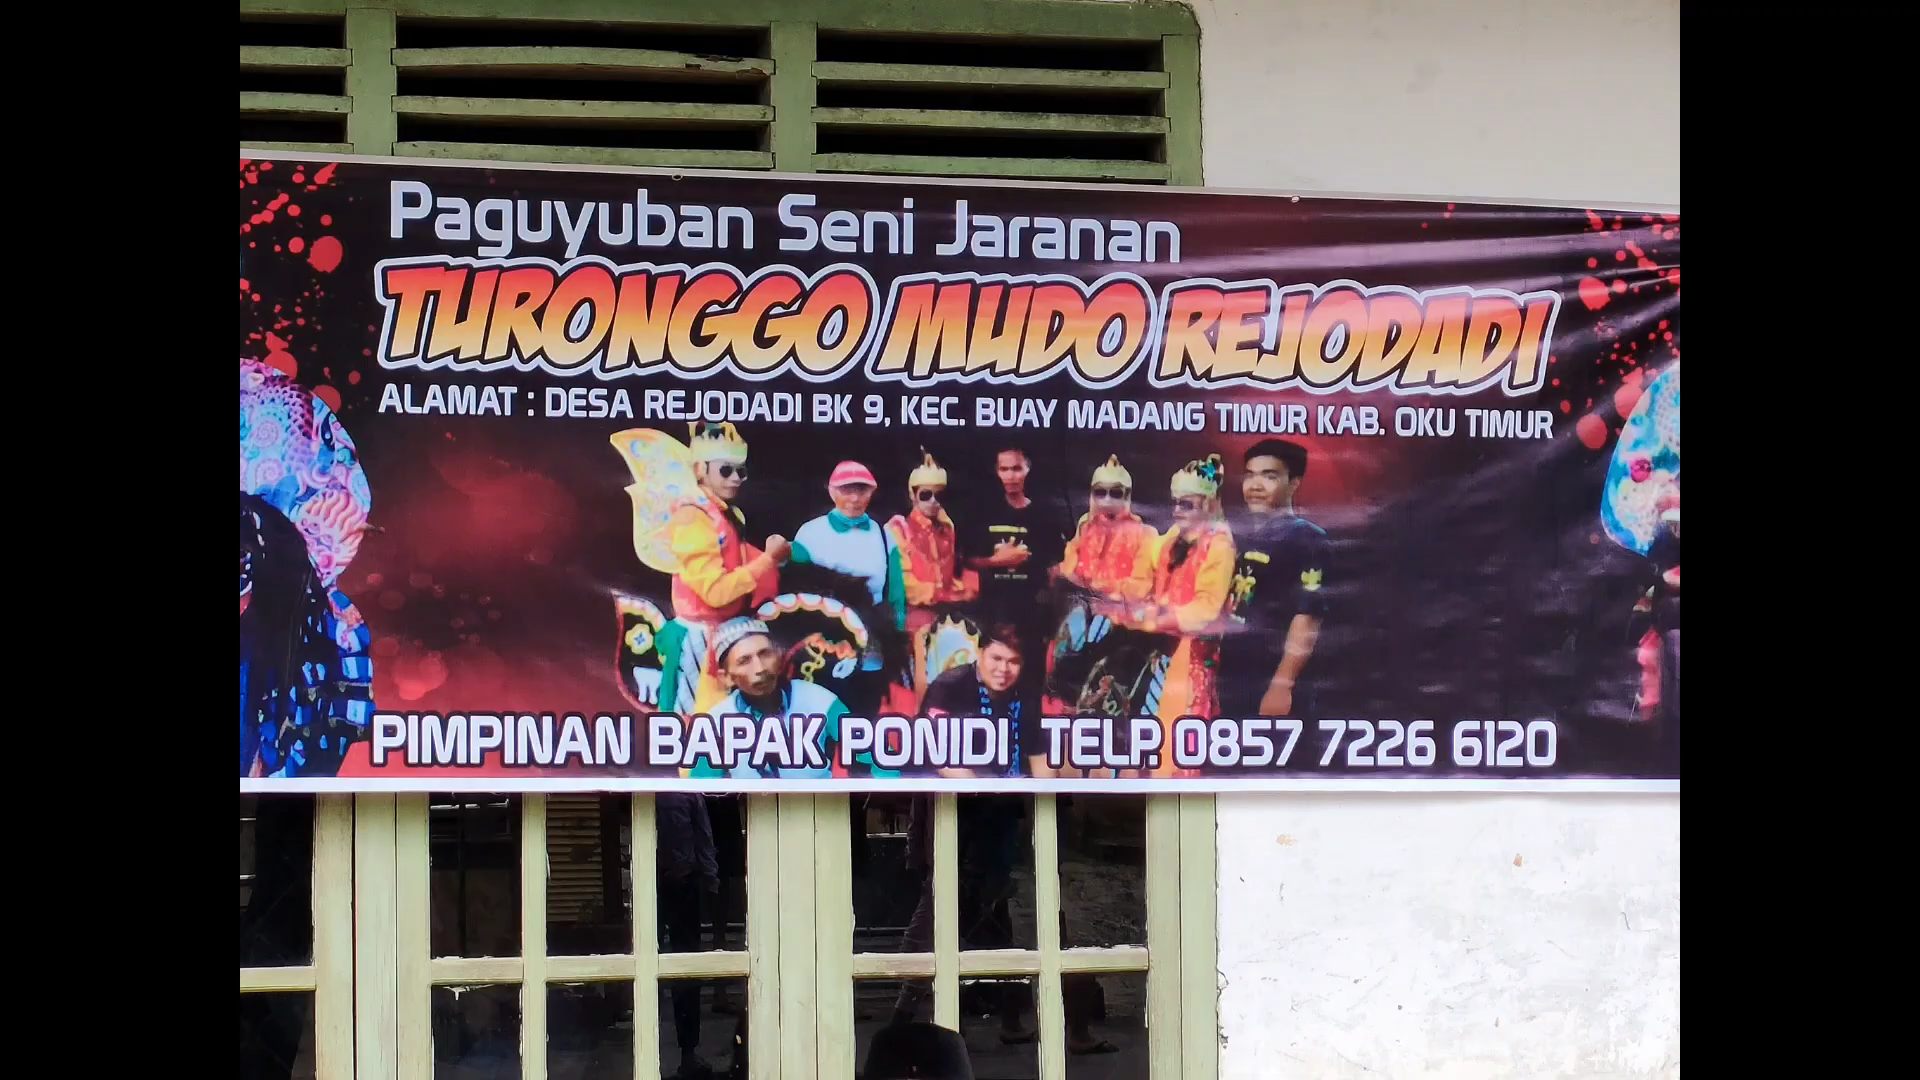 Paguyuban Seni Jaranan
TURONGGO MUDO REJODADI
ALAMAT : DESA REJODADI BK 9, KEC. BUAY MADANG TIMUR KAB. OKU TIMUR
PIMPINAN BAPAK PONIDI TELP. 0857 7226 6120